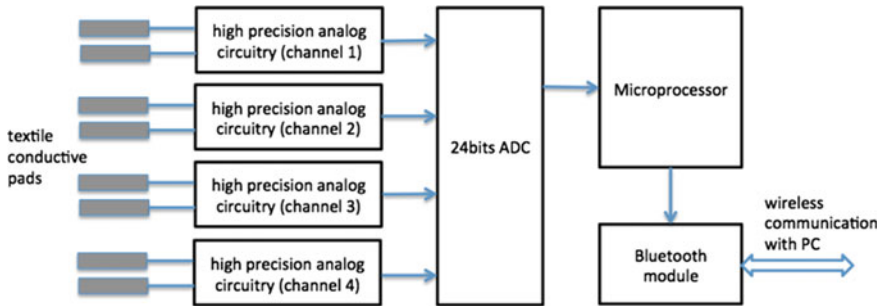 textile
conductive
pads
high precision analog
circuitry (channel 1)
high precision analog
circuitry (channel 2)
high precision analog
circuitry (channel 3)
high precision analog
circuitry (channel 4)
24bits ADC
Microprocessor
Bluetooth
module
wireless
communication
with PC